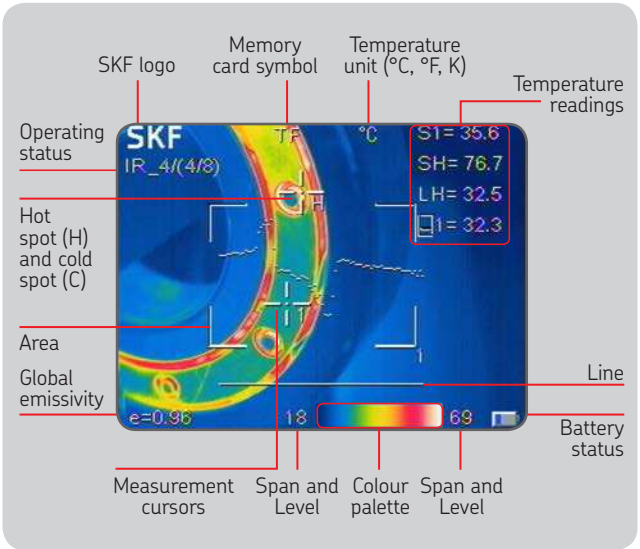 Memory
card symbol
Temperature
unit (°C, °F, K)
SKF logo
Temperature
readings
Operating
status
SKF
TF
°C
S1= 35.6
IR_4/(4/8)
SH= 76.7
H
LH= 32.5
Hot
spot (H)
and cold
spot (C)
1= 32.3
1
Area
1
Global
emissivity
Line
e=0.96
18
69
Battery
status
Measurement
cursors
Span and
Level
Colour
palette
Span and
Level